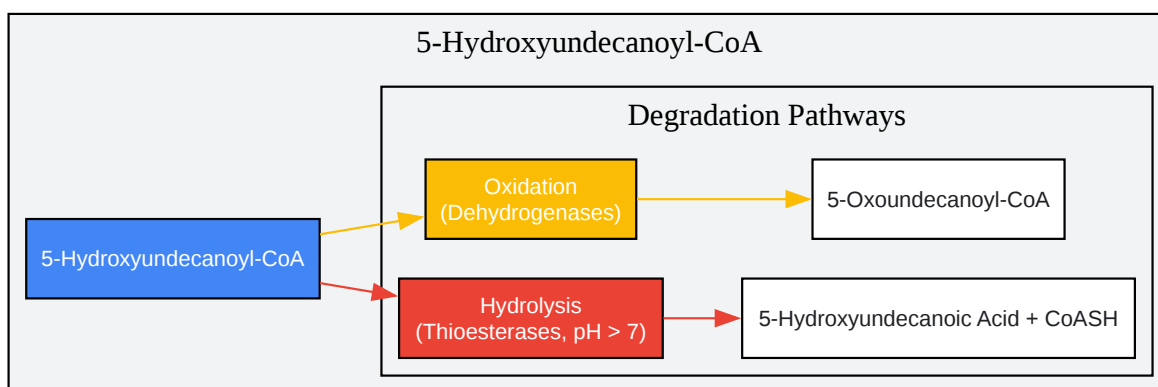 5-Hydroxyundecanoyl-CoA
Degradation Pathways
Oxidation
(Dehydrogenases)
5-Oxoundecanoyl-CoA
5-Hydroxyundecanoyl-CoA
Hydrolysis
(Thioesterases, pH > 7)
5-Hydroxyundecanoic Acid + CoASH